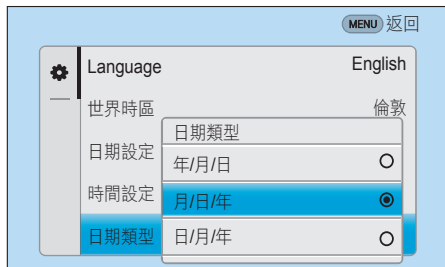 MENU 返回
Language English
世界時區 倫敦
日期設定
時間設定
日期類型
日期類型
年/月/日
月/日/年
日/月/年